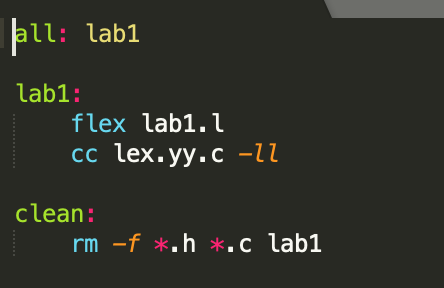 all: lab1
lab1:
flex lab1.l
cc lex.yy.c -ll
clean:
rm -f *.h *.c lab1